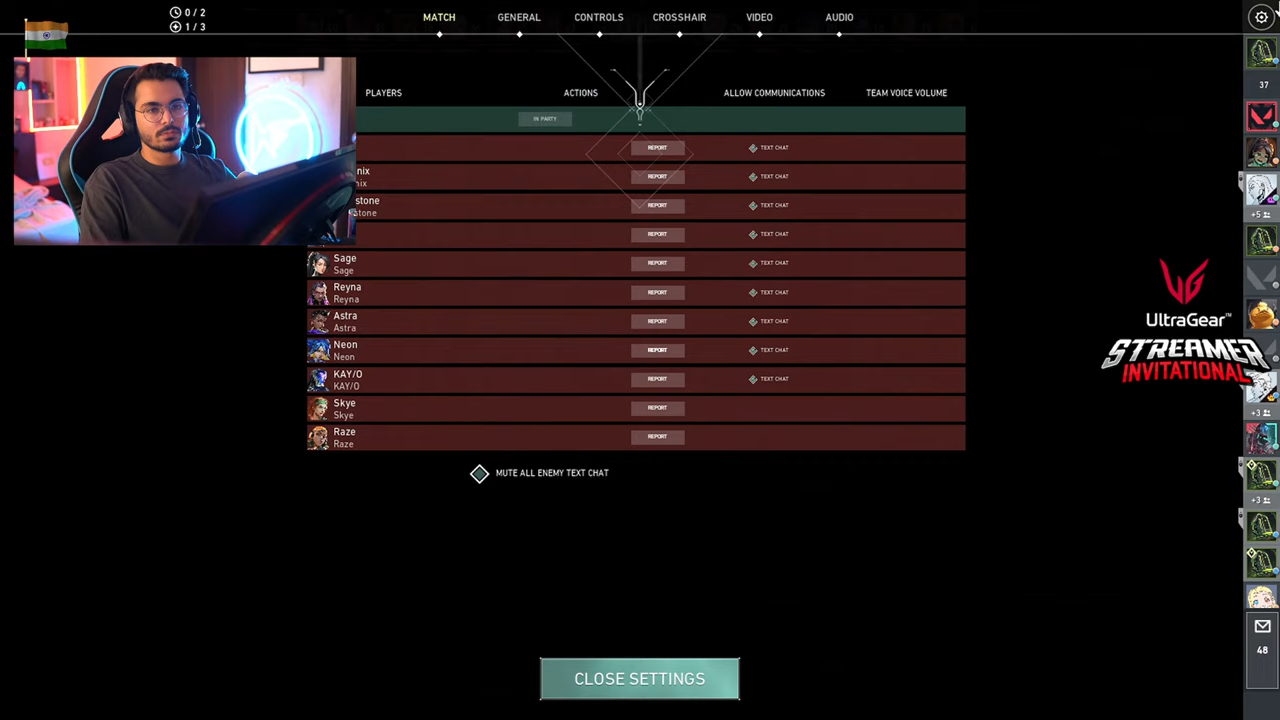 0 / 2
1 / 3
MATCH
GENERAL
CONTROLS
CROSSHAIR
VIDEO
AUDIO
PLAYERS
ACTIONS
ALLOW COMMUNICATIONS
TEAM VOICE VOLUME
37
IN PARTY
REPORT
TEXT CHAT
nix
nix
REPORT
TEXT CHAT
stone
stone
REPORT
TEXT CHAT
REPORT
TEXT CHAT
Sage
Sage
REPORT
TEXT CHAT
Reyna
Reyna
REPORT
TEXT CHAT
Astra
Astra
REPORT
TEXT CHAT
Neon
Neon
REPORT
TEXT CHAT
KAY/O
KAY/O
REPORT
TEXT CHAT
Skye
Skye
REPORT
Raze
Raze
REPORT
MUTE ALL ENEMY TEXT CHAT
CLOSE SETTINGS
UltraGear™
STREAMER
INVITATIONAL
+5
+3
+3
48